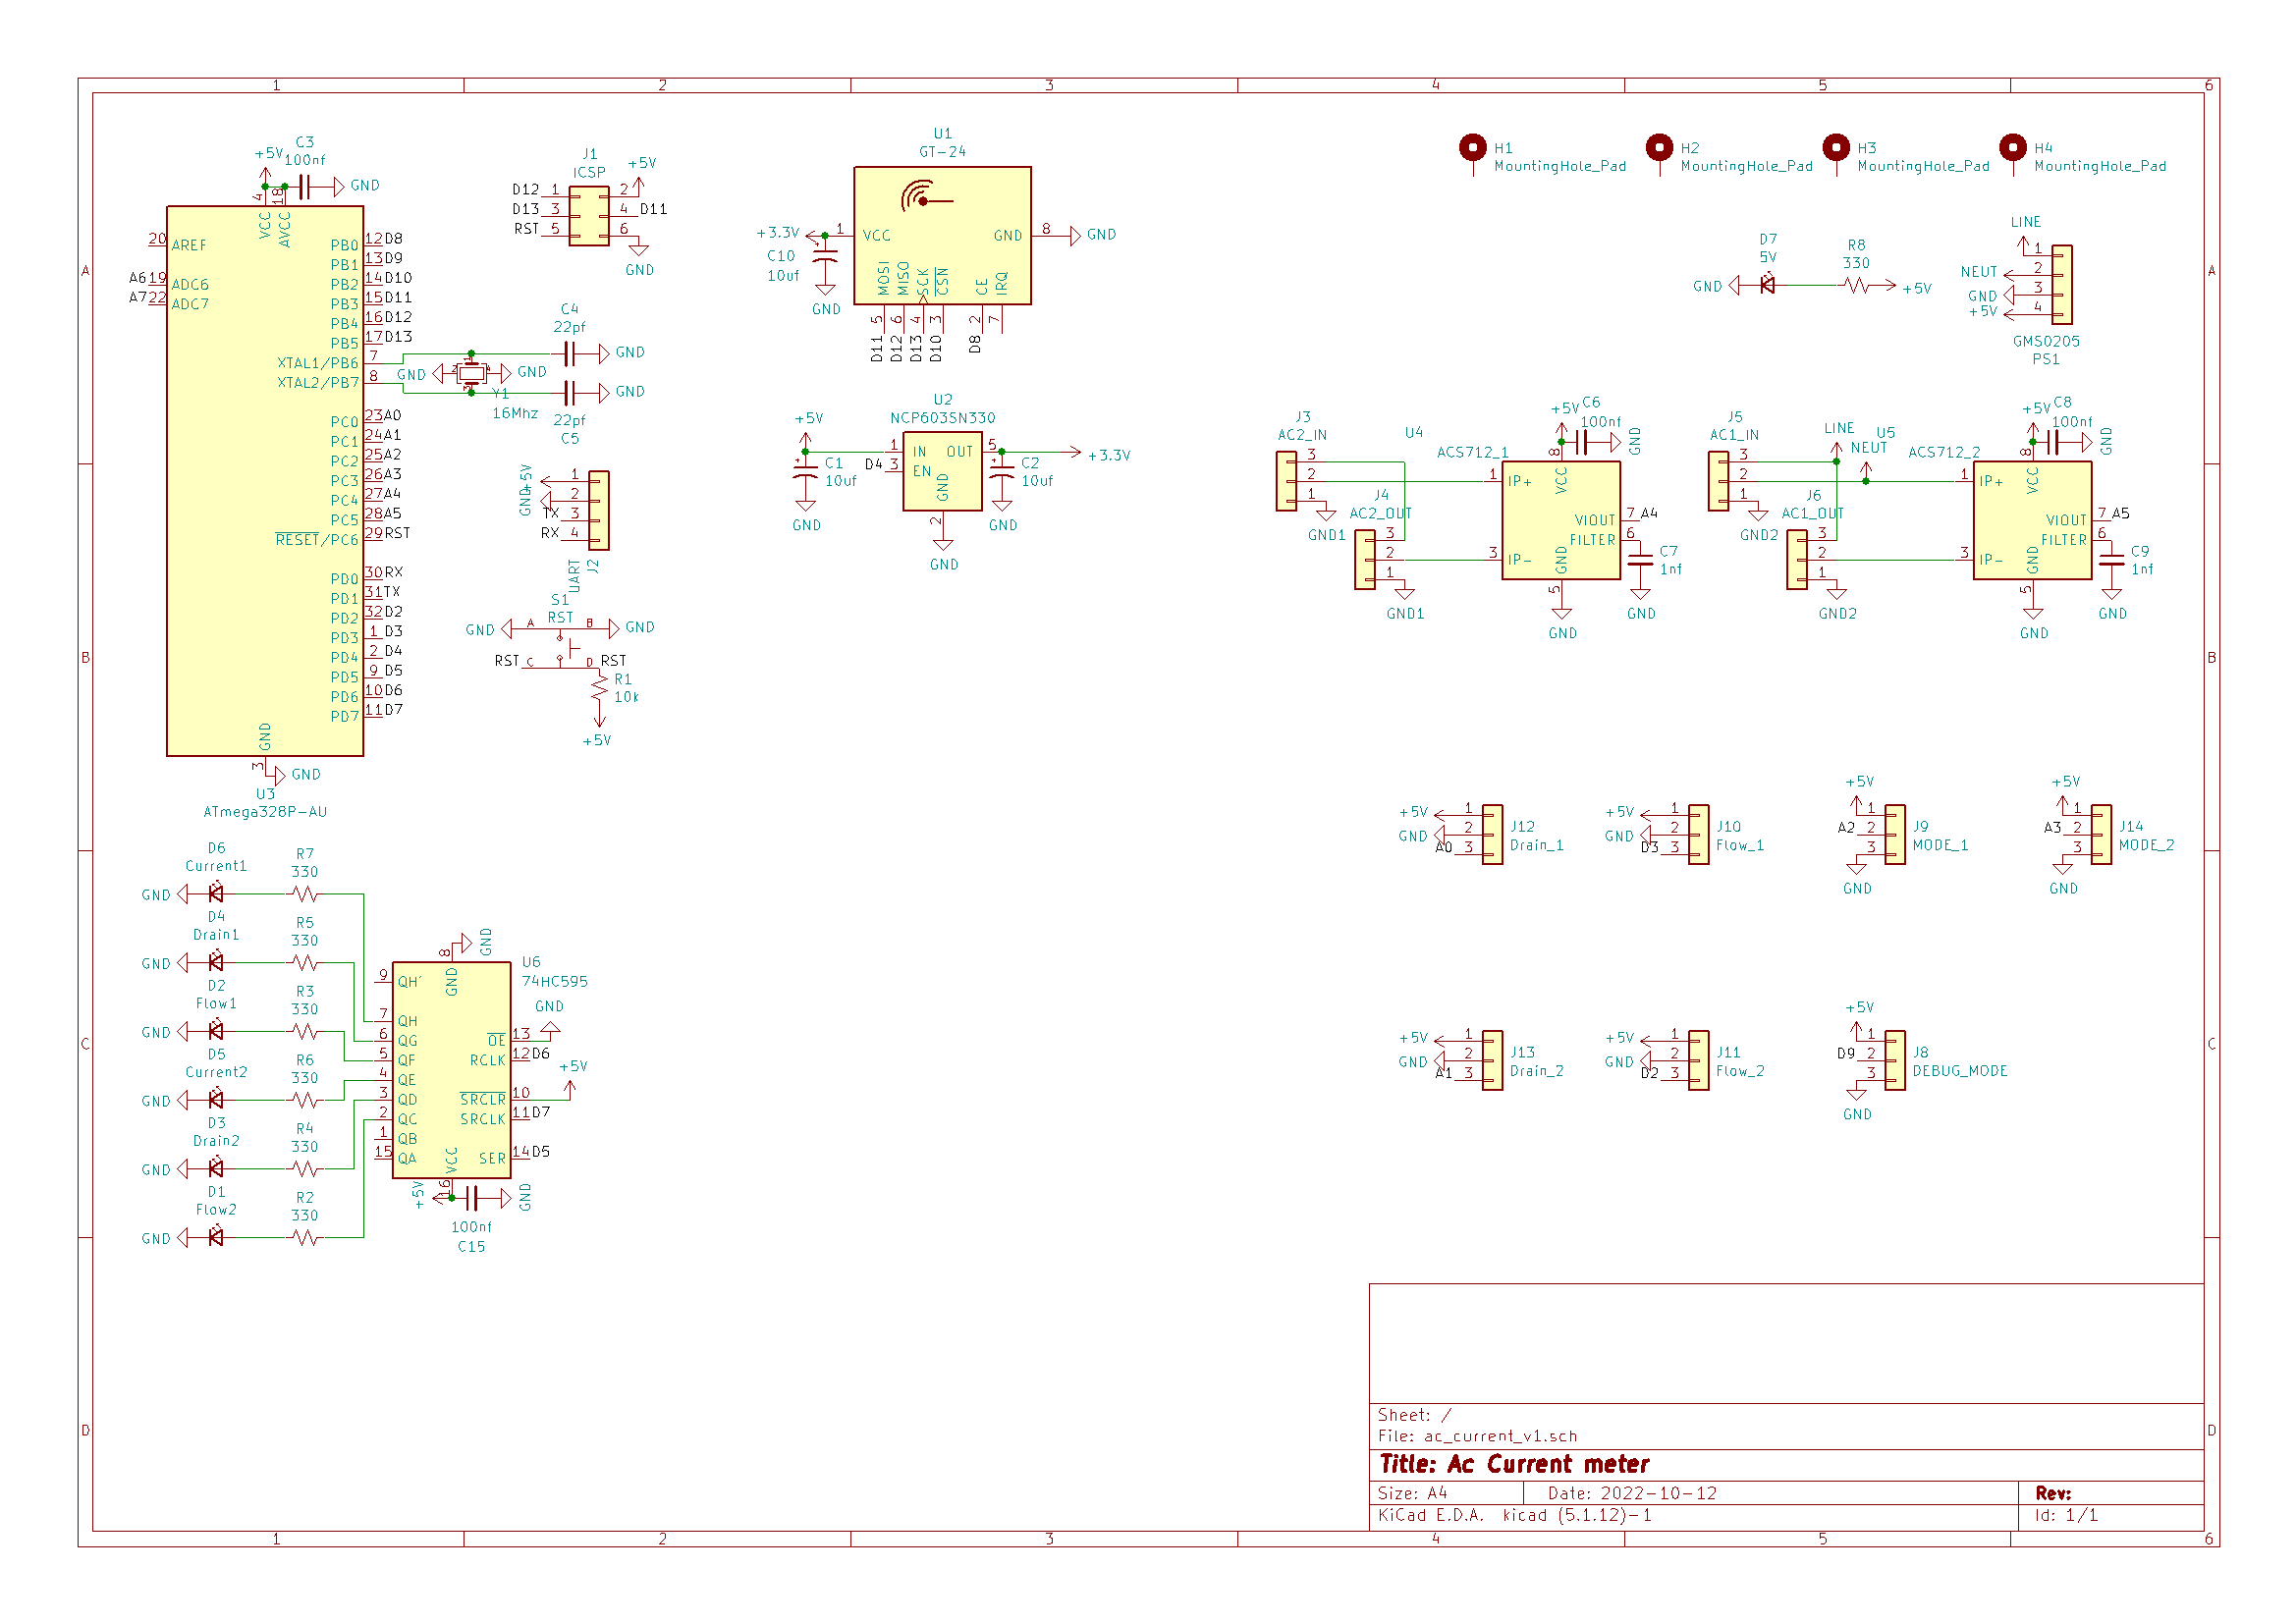 1 2 3 4 5 6
A
B
C
D
C3
100nf
+5V
GND
4 VCC
18 AVCC
20 AREF
A6 19 ADC6
A7 22 ADC7
PB0 12 D8
PB1 13 D9
PB2 14 D10
PB3 15 D11
PB4 16 D12
PB5 17 D13
XTAL1/PB6 7
XTAL2/PB7 8
PC0 23 A0
PC1 24 A1
PC2 25 A2
PC3 26 A3
PC4 27 A4
PC5 28 A5
RESET/PC6 29 RST
PD0 30 RX
PD1 31 TX
PD2 32 D2
PD3 1 D3
PD4 2 D4
PD5 9 D5
PD6 10 D6
PD7 11 D7
GND
3 GND
U3
ATmega328P-AU
J1
ICSP
+5V
D12 1 2
D13 3 4 D11
RST 5 6
GND
C4
22pf
GND
GND 2 1 4 3 GND
Y1
16Mhz
GND
22pf
C5
+5V 1
GND 2
TX 3
RX 4
UART
J2
S1
RST
GND A B GND
RST C D RST
R1
10k
+5V
U1
GT-24
+3.3V 1 VCC
GND 8 GND
C10
10uf
GND
MOSI MISO SCK CSN CE IRQ
5 6 4 3 2 7
D11 D12 D13 D10 D8
U2
NCP603SN330
+5V
1 IN OUT 5
+3.3V
D4 3 EN
GND
2
GND
C1
10uf
GND
C2
10uf
GND
H1
MountingHole_Pad
H2
MountingHole_Pad
H3
MountingHole_Pad
H4
MountingHole_Pad
D7
5V
R8
330
GND
+5V
LINE 1
NEUT 2
GND 3
+5V 4
GMS0205
PS1
J3
AC2_IN
3
2
1
GND1
J4
AC2_OUT
3
2
1
GND1
U4
ACS712_1
+5V
C6
100nf
GND
8 VCC
1 IP+
VIOUT 7 A4
FILTER 6
3 IP-
GND
5
GND
C7
1nf
GND
J5
AC1_IN
3
2
1
GND2
LINE
NEUT
J6
AC1_OUT
3
2
1
GND2
U5
ACS712_2
+5V
C8
100nf
GND
8 VCC
1 IP+
VIOUT 7 A5
FILTER 6
3 IP-
GND
5
GND
C9
1nf
GND
+5V 1
GND 2
A0 3
J12
Drain_1
+5V 1
GND 2
D3 3
J10
Flow_1
+5V
1
A2 2
3
GND
J9
MODE_1
+5V
1
A3 2
3
GND
J14
MODE_2
+5V 1
GND 2
A1 3
J13
Drain_2
+5V 1
GND 2
D2 3
J11
Flow_2
+5V
1
D9 2
3
GND
J8
DEBUG_MODE
D6
Current1
R7
330
GND
D4
Drain1
R5
330
GND
D2
Flow1
R3
330
GND
D5
Current2
R6
330
GND
D3
Drain2
R4
330
GND
D1
Flow2
R2
330
GND
U6
74HC595
8 GND
GND
9 QH'
7 QH
6 QG
5 QF
4 QE
3 QD
2 QC
1 QB
15 QA
GND
OE 13
RCLK 12 D6
+5V
SRCLR 10
SRCLK 11 D7
SER 14 D5
VCC
16
+5V
GND
100nf
C15
Sheet: /
File: ac_current_v1.sch
Title: Ac Current meter
Size: A4 Date: 2022-10-12 Rev:
KiCad E.D.A. kicad (5.1.12)-1 Id: 1/1
1 2 3 4 5 6
A
B
C
D